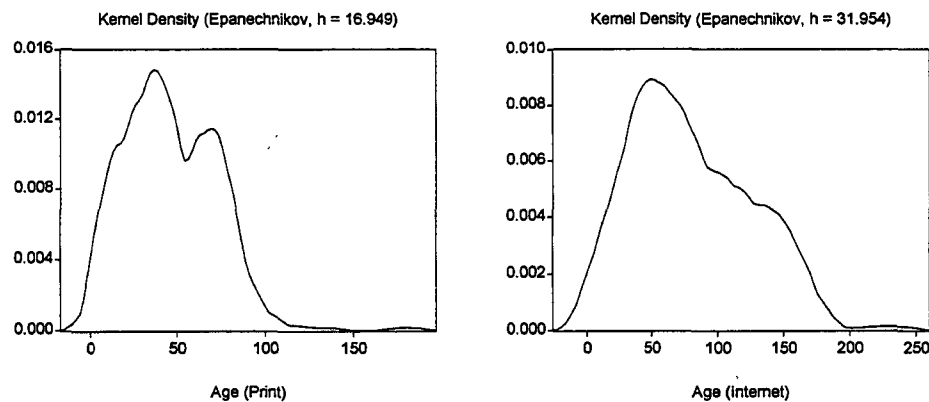 Kernel Density (Epanechnikov, h = 16.949)
0.016
0.012
0.008
0.004
0.000
0 50 100 150
Age (Print)
Kernel Density (Epanechnikov, h = 31.954)
0.010
0.008
0.006
0.004
0.002
0.000
0 50 100 150 200 250
Age (Internet)